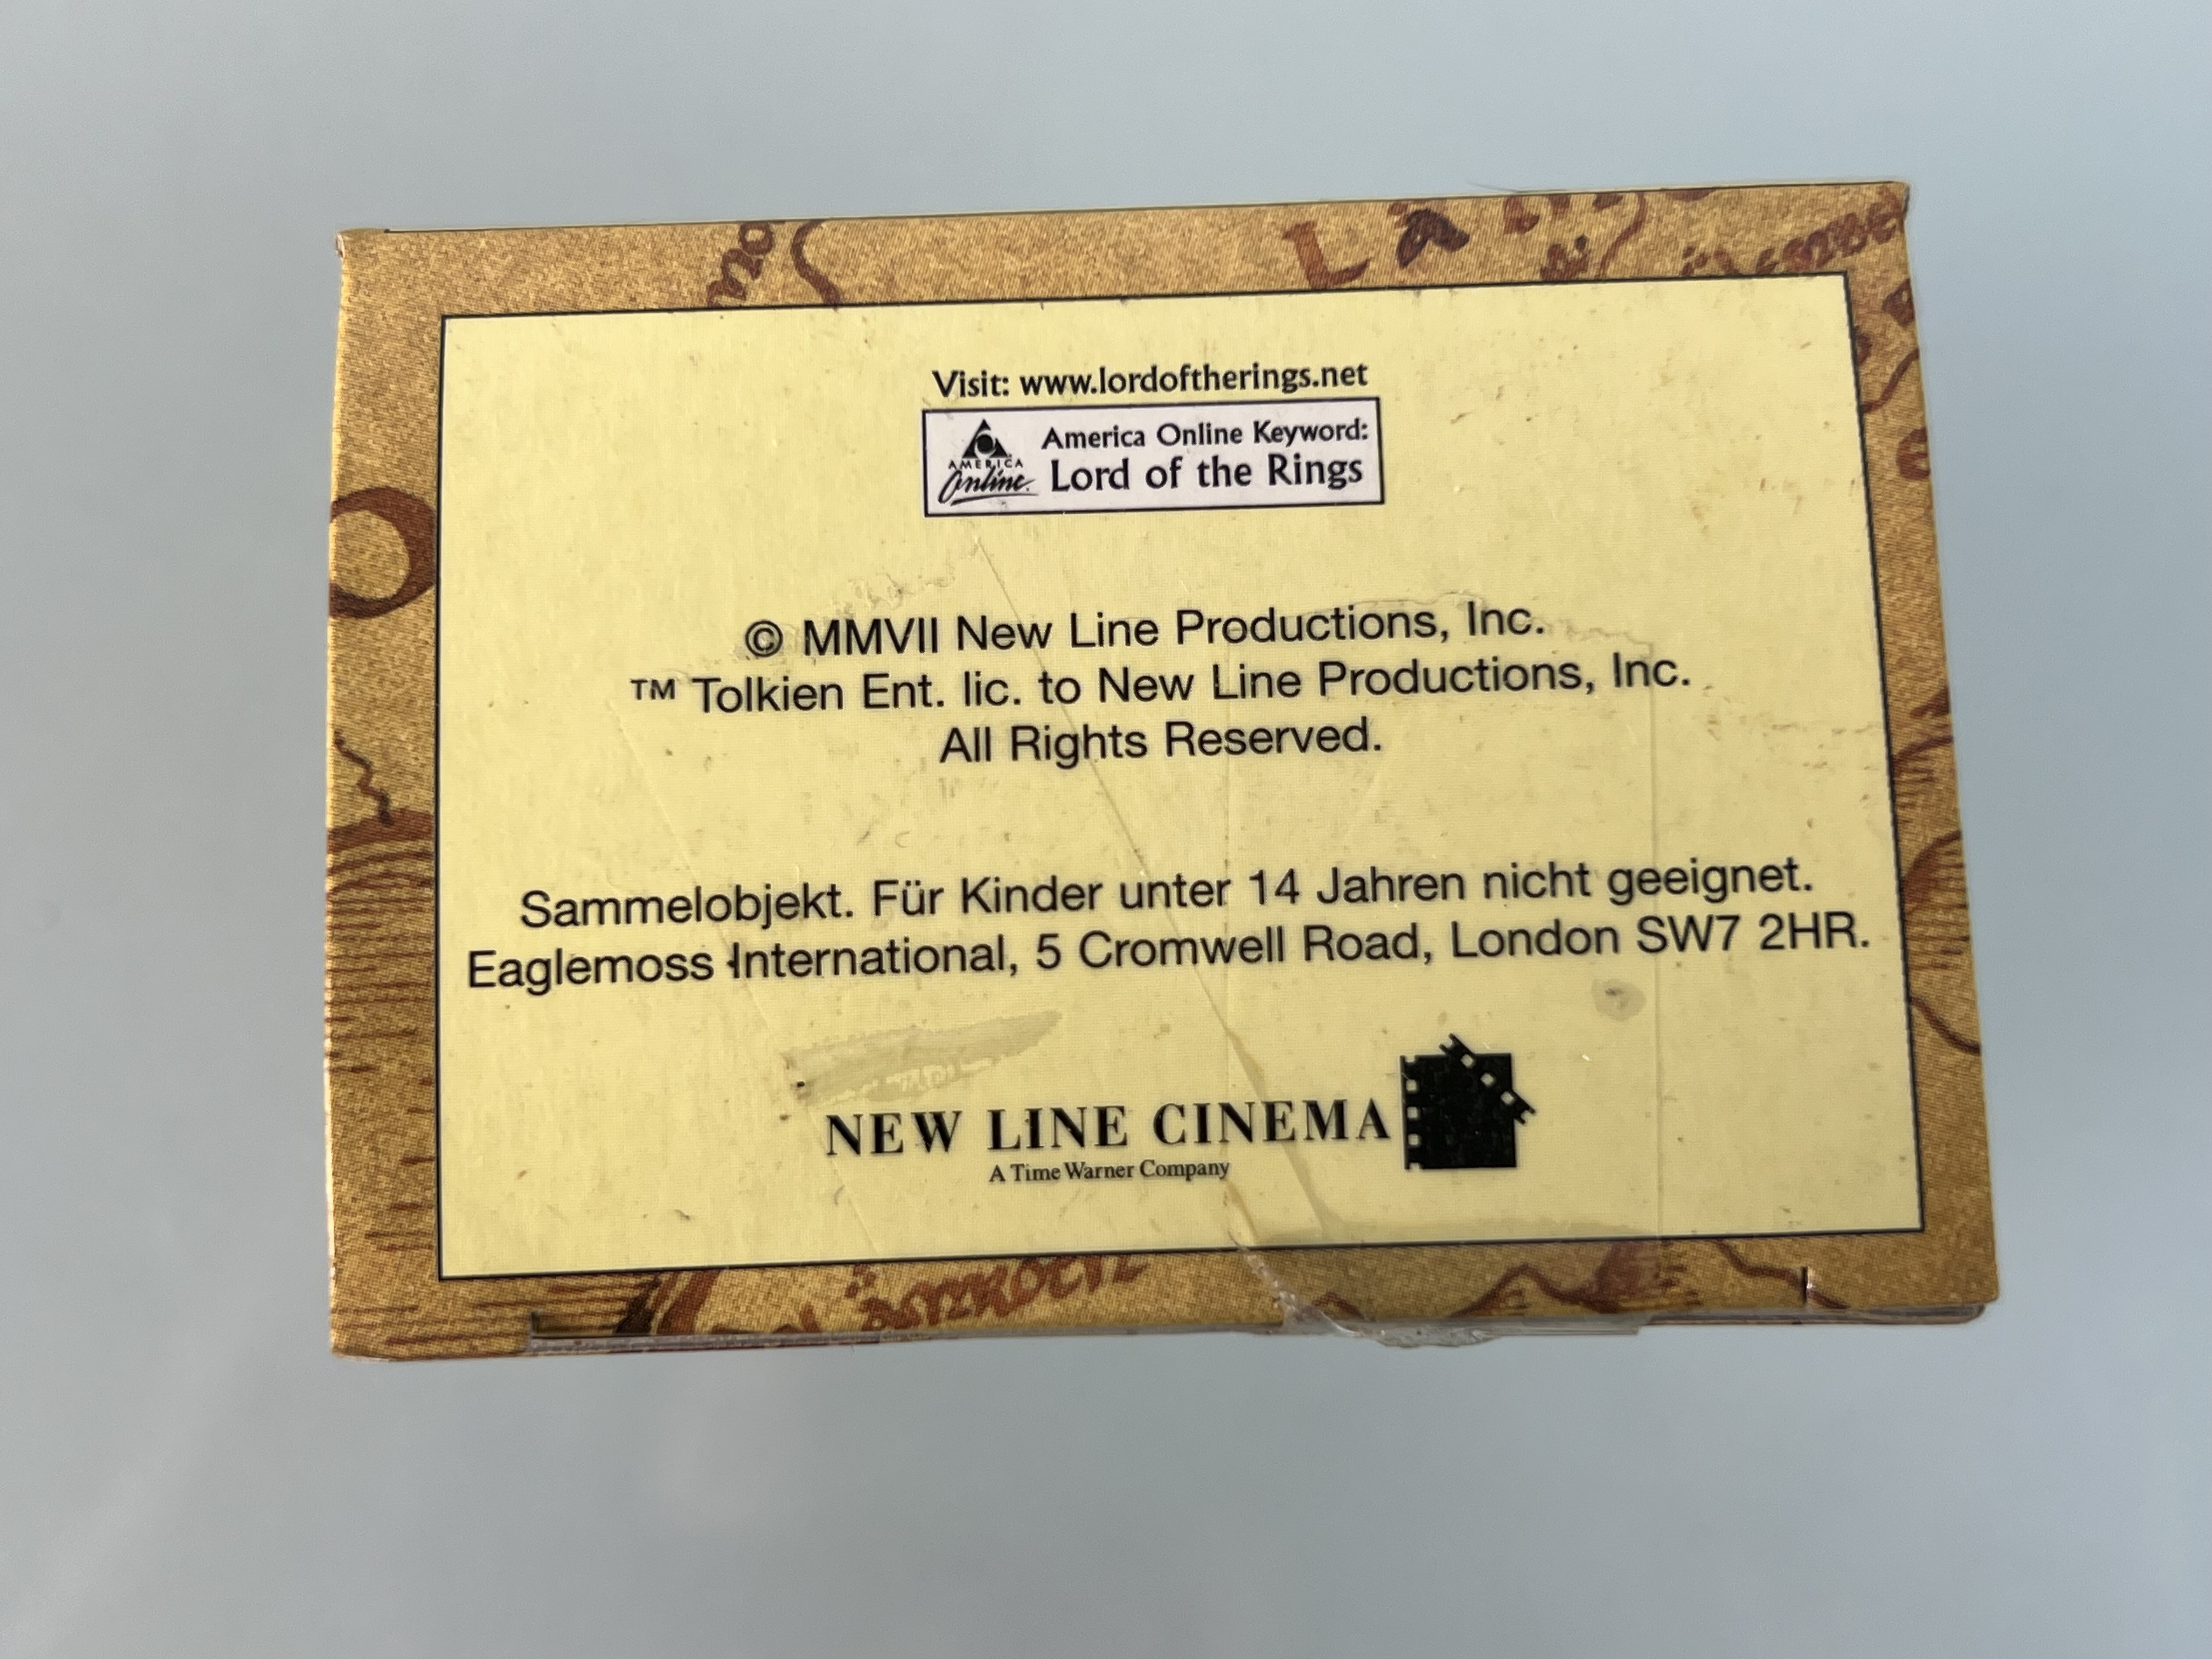 Visit: www.lordoftherings.net
AMERICA
Online.
America Online Keyword:
Lord of the Rings
© MMVII New Line Productions, Inc.
™ Tolkien Ent. lic. to New Line Productions, Inc.
All Rights Reserved.
Sammelobjekt. Für Kinder unter 14 Jahren nicht geeignet.
Eaglemoss International, 5 Cromwell Road, London SW7 2HR.
NEW LINE CINEMA
A Time Warner Company